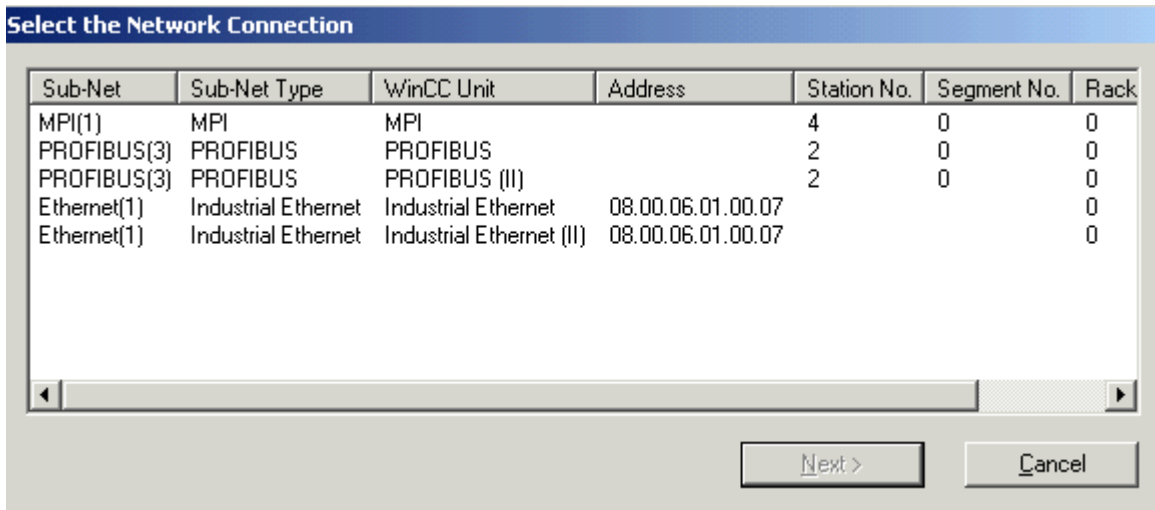 Select the Network Connection
Sub-Net Sub-Net Type WinCC Unit Address Station No. Segment No. Rack
MPI(1) MPI MPI 4 0 0
PROFIBUS(3) PROFIBUS PROFIBUS 2 0 0
PROFIBUS(3) PROFIBUS PROFIBUS (II) 2 0 0
Ethernet(1) Industrial Ethernet Industrial Ethernet 08.00.06.01.00.07 0
Ethernet(1) Industrial Ethernet Industrial Ethernet (II) 08.00.06.01.00.07 0
Next > Cancel